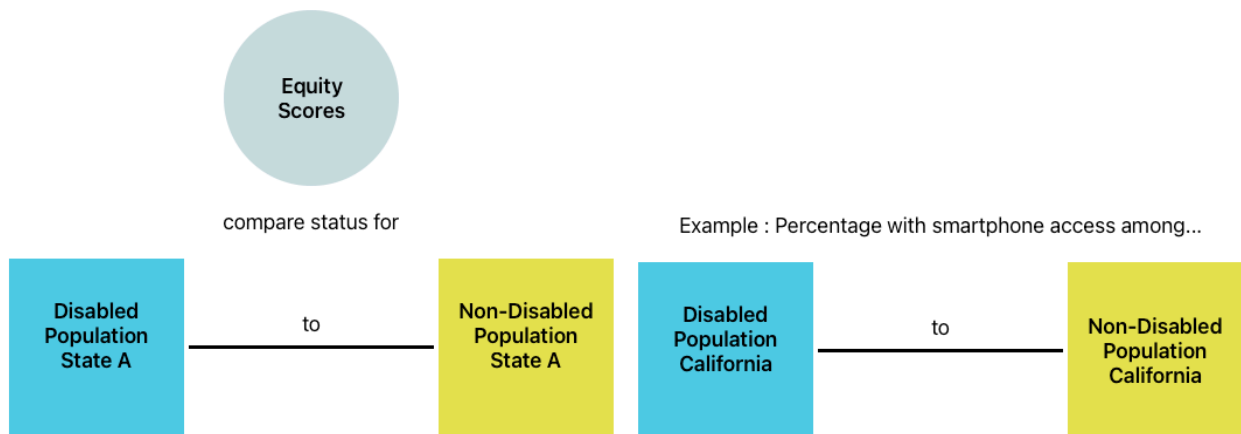 Equity
Scores
compare status for
Disabled
Population
State A
to
Non-Disabled
Population
State A
Example : Percentage with smartphone access among...
Disabled
Population
California
to
Non-Disabled
Population
California